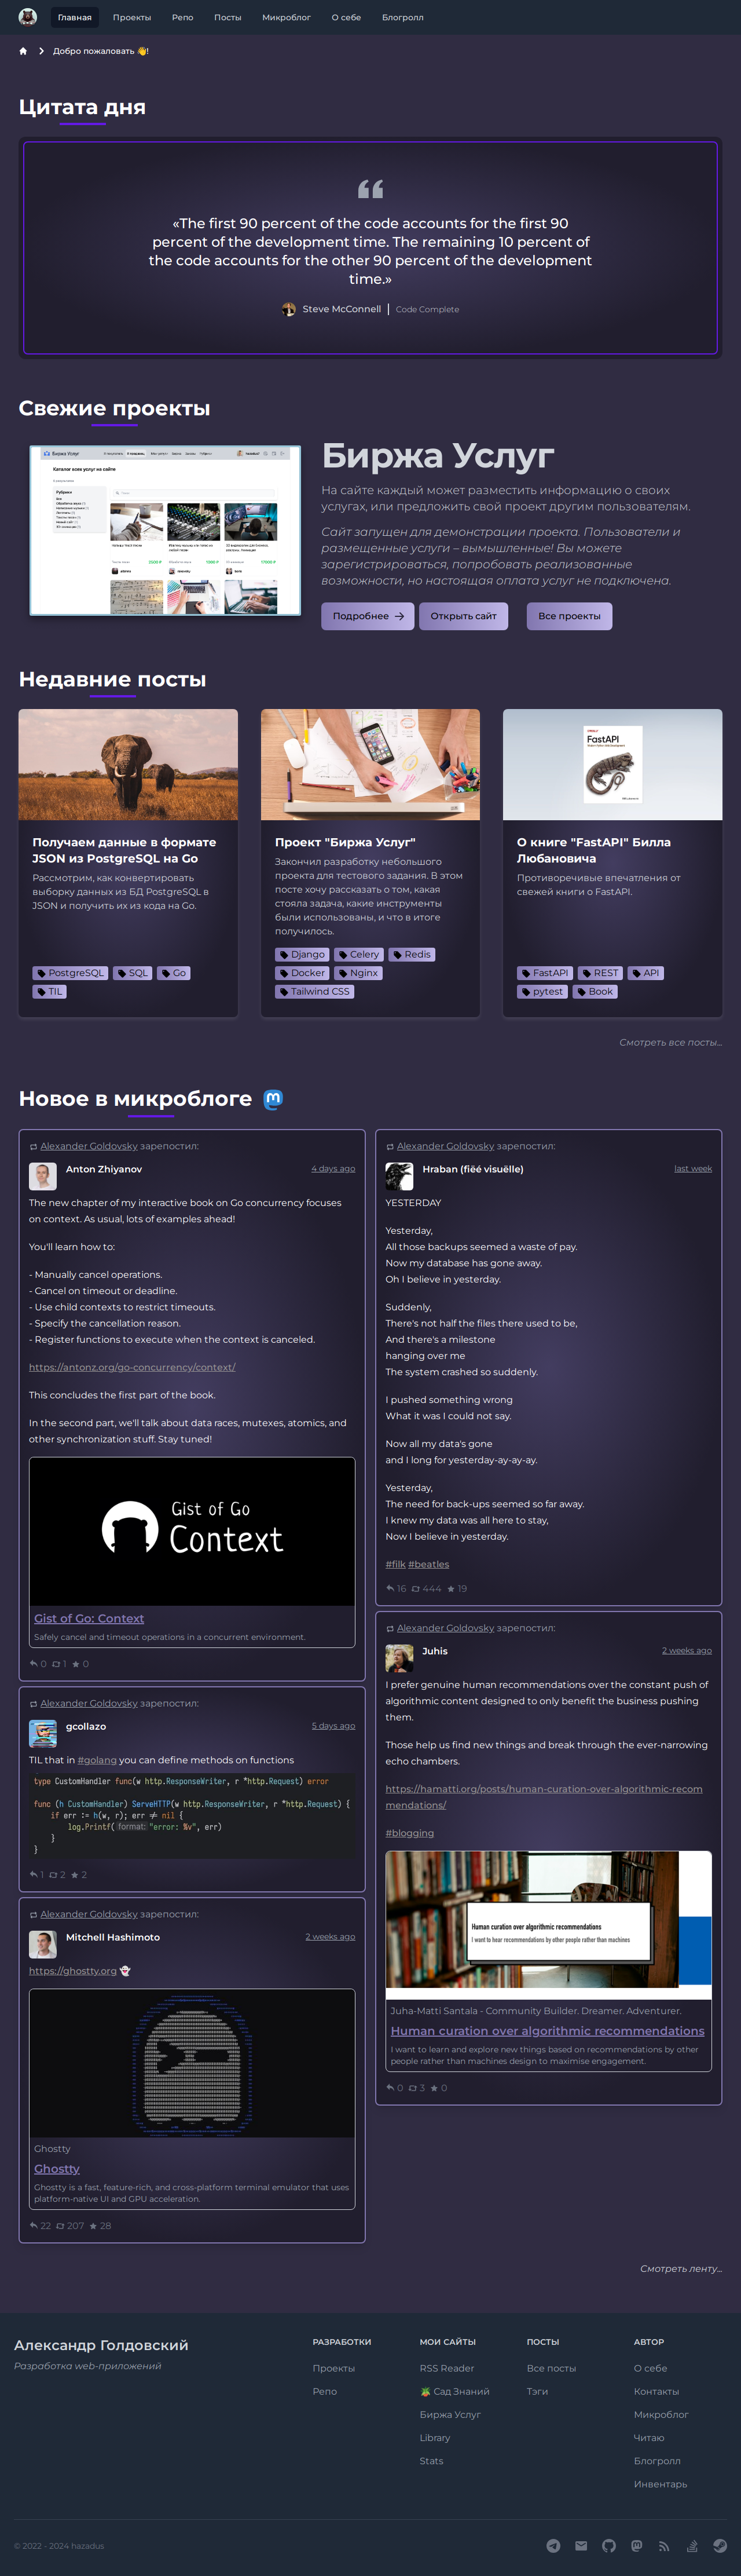 Главная Проекты Репо Посты Микроблог О себе Блогролл
Добро пожаловать 👋!
Цитата дня
«The first 90 percent of the code accounts for the first 90
percent of the development time. The remaining 10 percent of
the code accounts for the other 90 percent of the development
time.»
Steve McConnell | Code Complete
Свежие проекты
Биржа Услуг
Каталог всех услуг на сайте
Рубрики
Биржа Услуг
На сайте каждый может разместить информацию о своих
услугах, или предложить свой проект другим пользователям.
Сайт запущен для демонстрации проекта. Пользователи и
размещенные услуги – вымышленные! Вы можете
зарегистрироваться, попробовать реализованные
возможности, но настоящая оплата услуг не подключена.
Подробнее → Открыть сайт Все проекты
Недавние посты
Получаем данные в формате
JSON из PostgreSQL на Go
Рассмотрим, как конвертировать
выборку данных из БД PostgreSQL в
JSON и получить их из кода на Go.
PostgreSQL SQL Go
TIL
Проект "Биржа Услуг"
Закончил разработку небольшого
проекта для тестового задания. В этом
посте хочу рассказать о том, какая
стояла задача, какие инструменты
были использованы, и что в итоге
получилось.
Django Celery Redis
Docker Nginx
Tailwind CSS
FastAPI
О книге "FastAPI" Билла
Любановича
Противоречивые впечатления от
свежей книги о FastAPI.
FastAPI REST API
pytest Book
Смотреть все посты...
Новое в микроблоге
Alexander Goldovsky зарепостил:
Anton Zhiyanov 4 days ago
The new chapter of my interactive book on Go concurrency focuses
on context. As usual, lots of examples ahead!
You'll learn how to:
- Manually cancel operations.
- Cancel on timeout or deadline.
- Use child contexts to restrict timeouts.
- Specify the cancellation reason.
- Register functions to execute when the context is canceled.
https://antonz.org/go-concurrency/context/
This concludes the first part of the book.
In the second part, we'll talk about data races, mutexes, atomics, and
other synchronization stuff. Stay tuned!
Gist of Go:
Context
Gist of Go: Context
Safely cancel and timeout operations in a concurrent environment.
0 1 0
Alexander Goldovsky зарепостил:
gcollazo 5 days ago
TIL that in #golang you can define methods on functions
type CustomHandler func(w http.ResponseWriter, r *http.Request) error
func (h CustomHandler) ServeHTTP(w http.ResponseWriter, r *http.Request) {
if err := h(w, r); err != nil {
log.Printf( format: "error: %v", err)
}
}
1 2 2
Alexander Goldovsky зарепостил:
Mitchell Hashimoto 2 weeks ago
https://ghostty.org 👻
Ghostty
Ghostty
Ghostty is a fast, feature-rich, and cross-platform terminal emulator that uses
platform-native UI and GPU acceleration.
22 207 28
Alexander Goldovsky зарепостил:
Hraban (fiëé visuëlle) last week
YESTERDAY
Yesterday,
All those backups seemed a waste of pay.
Now my database has gone away.
Oh I believe in yesterday.
Suddenly,
There's not half the files there used to be,
And there's a milestone
hanging over me
The system crashed so suddenly.
I pushed something wrong
What it was I could not say.
Now all my data's gone
and I long for yesterday-ay-ay-ay.
Yesterday,
The need for back-ups seemed so far away.
I knew my data was all here to stay,
Now I believe in yesterday.
#filk #beatles
16 444 19
Alexander Goldovsky зарепостил:
Juhis 2 weeks ago
I prefer genuine human recommendations over the constant push of
algorithmic content designed to only benefit the business pushing
them.
Those help us find new things and break through the ever-narrowing
echo chambers.
https://hamatti.org/posts/human-curation-over-algorithmic-recom
mendations/
#blogging
Human curation over algorithmic recommendations
I want to hear recommendations by other people rather than machines
Juha-Matti Santala - Community Builder. Dreamer. Adventurer.
Human curation over algorithmic recommendations
I want to learn and explore new things based on recommendations by other
people rather than machines design to maximise engagement.
0 3 0
Смотреть ленту...
Александр Голдовский
Разработка web-приложений
РАЗРАБОТКИ
Проекты
Репо
МОИ САЙТЫ
RSS Reader
🪴 Сад Знаний
Биржа Услуг
Library
Stats
ПОСТЫ
Все посты
Тэги
АВТОР
О себе
Контакты
Микроблог
Читаю
Блогролл
Инвентарь
© 2022 - 2024 hazadus